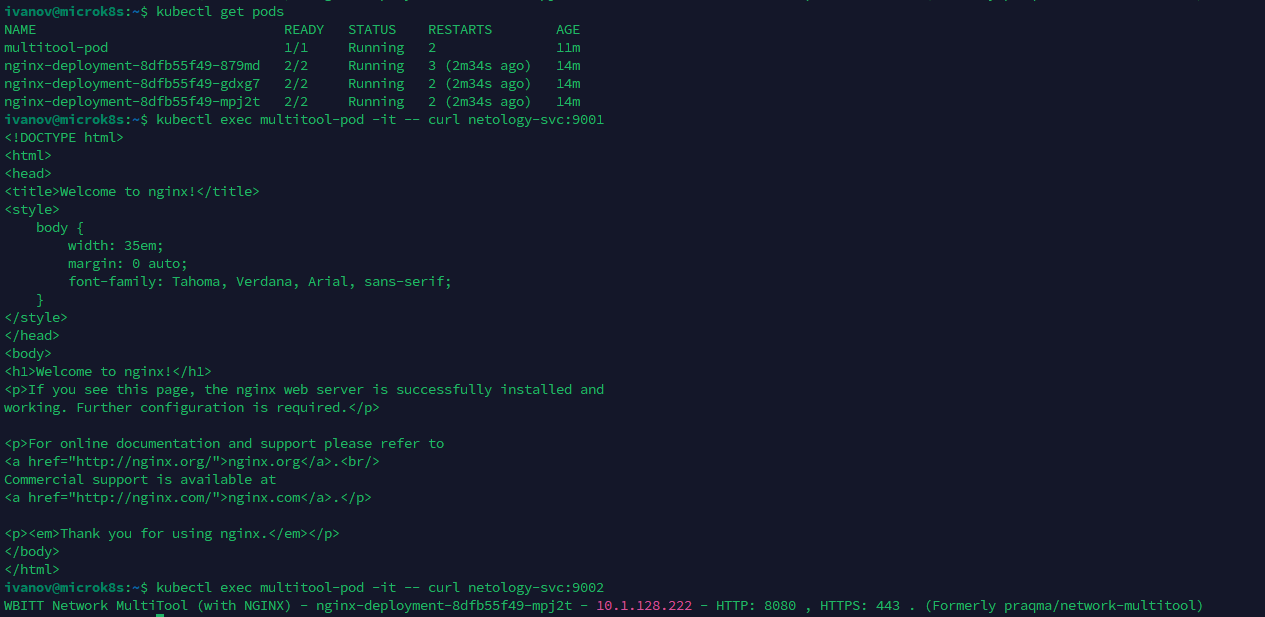 ivanov@microk8s:~$ kubectl get pods
NAME                               READY   STATUS    RESTARTS        AGE
multitool-pod                      1/1     Running   2               11m
nginx-deployment-8dfb55f49-879md   2/2     Running   3 (2m34s ago)   14m
nginx-deployment-8dfb55f49-gdxg7   2/2     Running   2 (2m34s ago)   14m
nginx-deployment-8dfb55f49-mpj2t   2/2     Running   2 (2m34s ago)   14m
ivanov@microk8s:~$ kubectl exec multitool-pod -it -- curl netology-svc:9001
<!DOCTYPE html>
<html>
<head>
<title>Welcome to nginx!</title>
<style>
    body {
        width: 35em;
        margin: 0 auto;
        font-family: Tahoma, Verdana, Arial, sans-serif;
    }
</style>
</head>
<body>
<h1>Welcome to nginx!</h1>
<p>If you see this page, the nginx web server is successfully installed and
working. Further configuration is required.</p>

<p>For online documentation and support please refer to
<a href="http://nginx.org/">nginx.org</a>.<br/>
Commercial support is available at
<a href="http://nginx.com/">nginx.com</a>.</p>

<p><em>Thank you for using nginx.</em></p>
</body>
</html>
ivanov@microk8s:~$ kubectl exec multitool-pod -it -- curl netology-svc:9002
WBITT Network MultiTool (with NGINX) - nginx-deployment-8dfb55f49-mpj2t - 10.1.128.222 - HTTP: 8080 , HTTPS: 443 . (Formerly praqma/network-multitool)